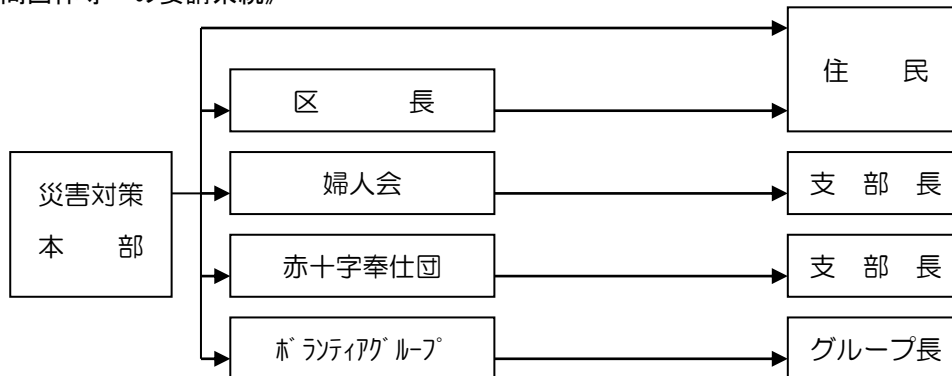 住　　民
区　　　　長
災害対策
本　　部
婦人会
支　部　長
赤十字奉仕団
支　部　長
ﾎﾞﾗﾝﾃｨｱｸﾞﾙｰﾌﾟ
グループ長